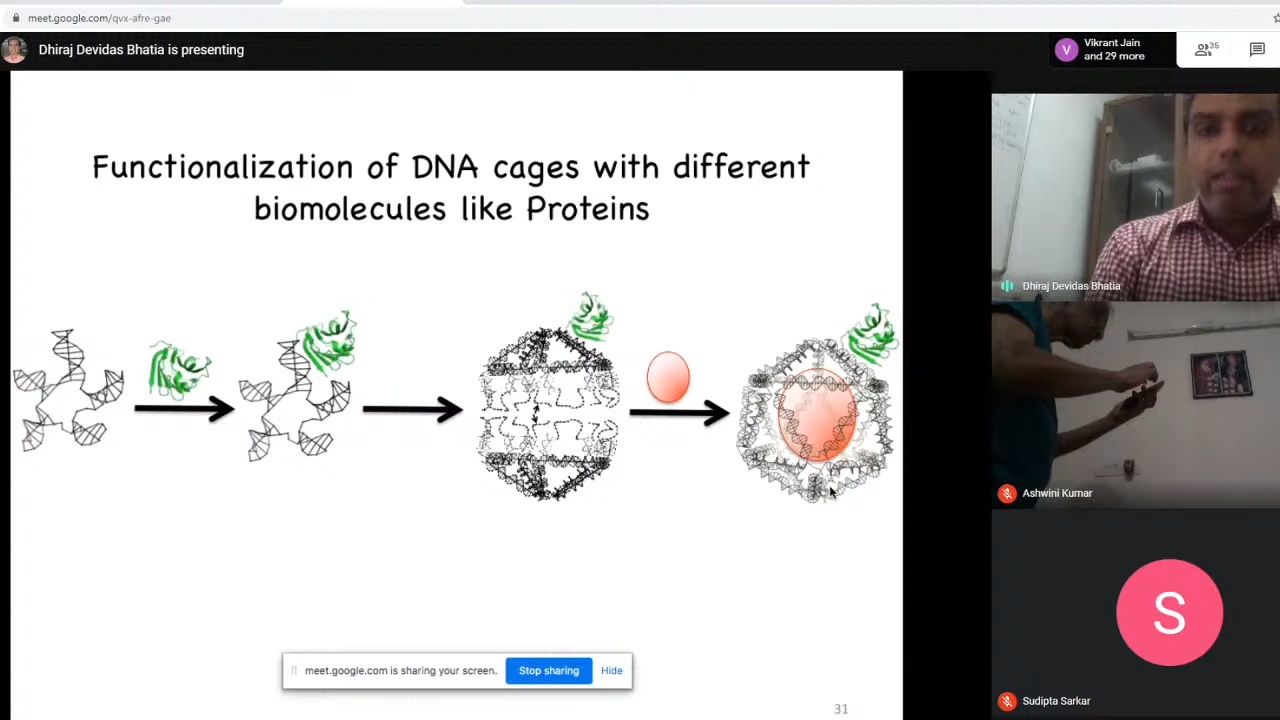 meet.google.com/qvx-afre-gae
Dhiraj Devidas Bhatia is presenting
V
Vikrant Jain
and 29 more
35
Functionalization of DNA cages with different
biomolecules like Proteins
Dhiraj Devidas Bhatia
Ashwini Kumar
S
Sudipta Sarkar
meet.google.com is sharing your screen.
Stop sharing
Hide
31